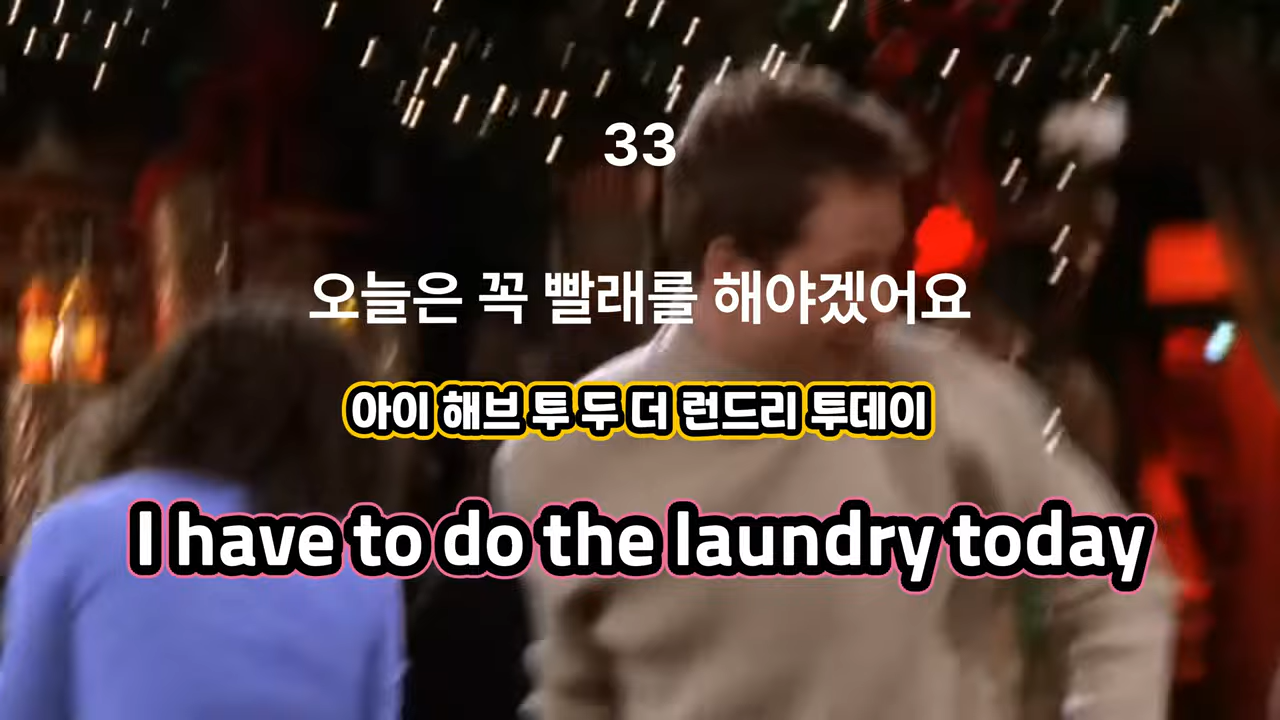 33
오늘은 꼭 빨래를 해야겠어요
아이 해브 투 두 더 런드리 투데이
I have to do the laundry today